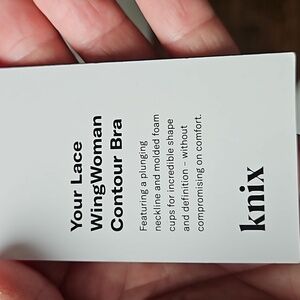 Your Lace
WingWoman
Contour Bra
Featuring a plunging
neckline and molded foam
cups for incredible shape
and definition – without
compromising on comfort.
knix